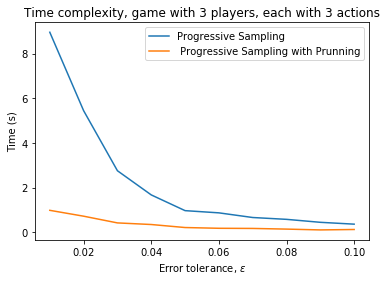 Time complexity, game with 3 players, each with 3 actions
Progressive Sampling
Progressive Sampling with Prunning
Time (s)
8
6
4
2
0
0.02 0.04 0.06 0.08 0.10
Error tolerance, ε